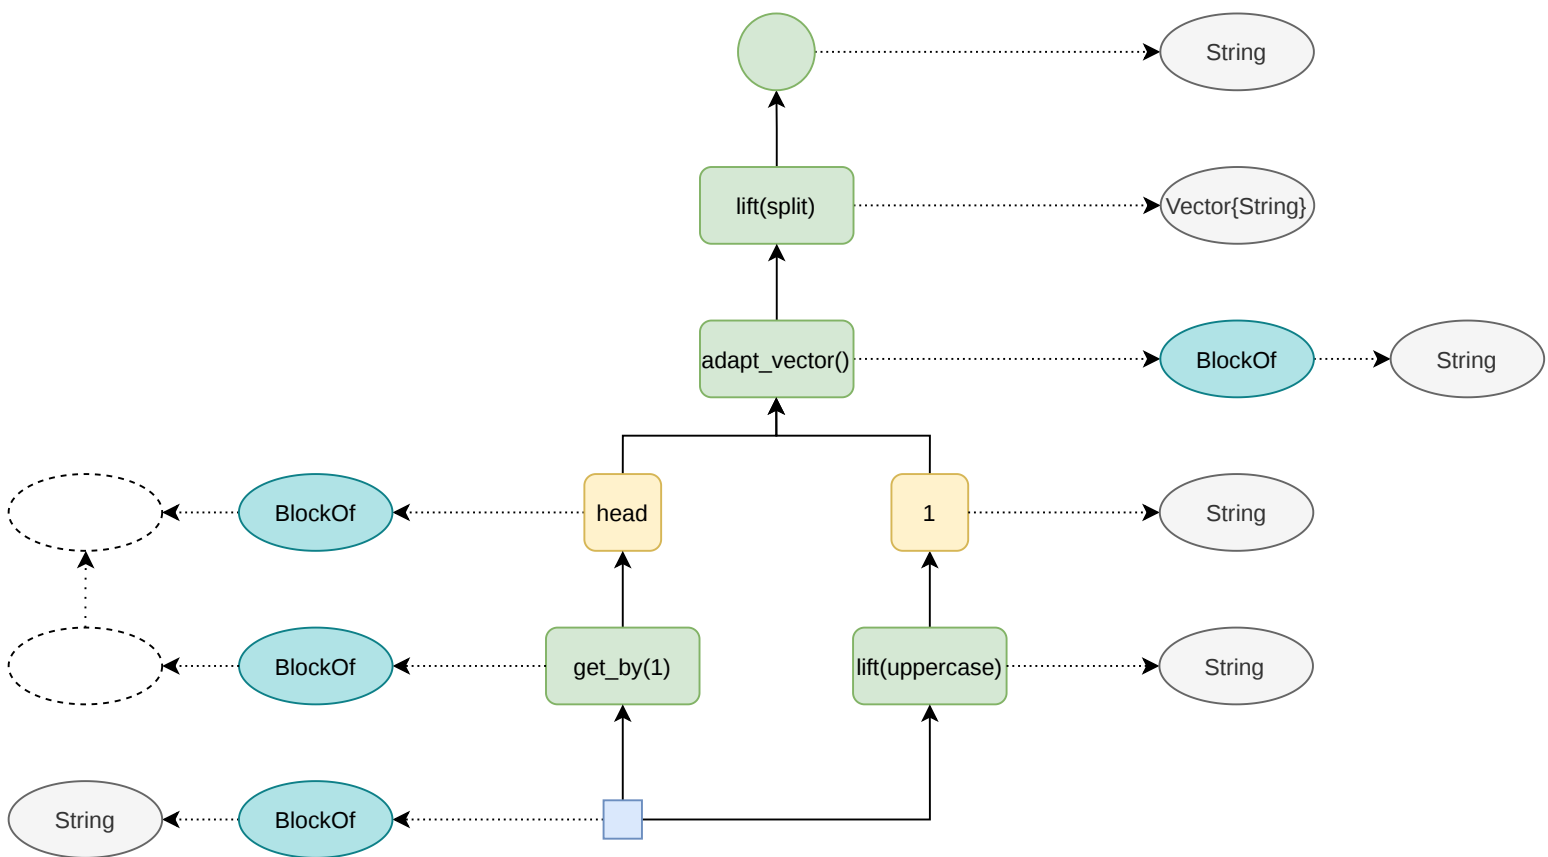 String
lift(split)
Vector{String}
adapt_vector()
BlockOf
String
BlockOf
head
1
String
BlockOf
get_by(1)
lift(uppercase)
String
String
BlockOf